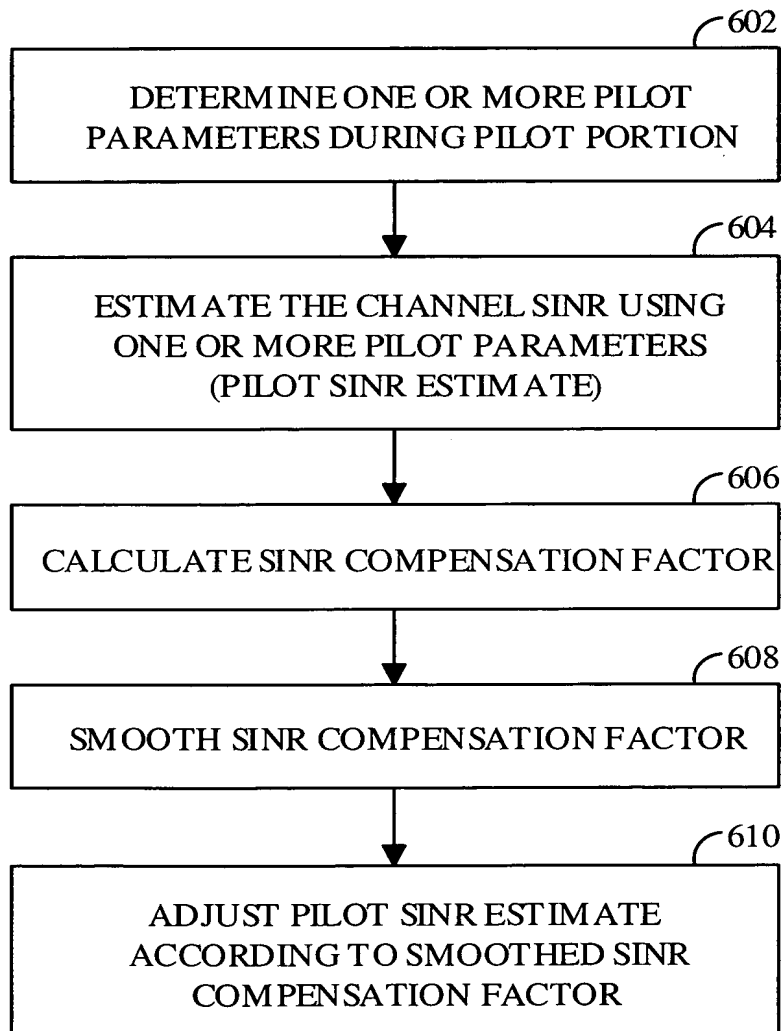 602
DETERMINE ONE OR MORE PILOT
PARAMETERS DURING PILOT PORTION
604
ESTIMATE THE CHANNEL SINR USING
ONE OR MORE PILOT PARAMETERS
(PILOT SINR ESTIMATE)
606
CALCULATE SINR COMPENSATION FACTOR
608
SMOOTH SINR COMPENSATION FACTOR
610
ADJUST PILOT SINR ESTIMATE
ACCORDING TO SMOOTHED SINR
COMPENSATION FACTOR